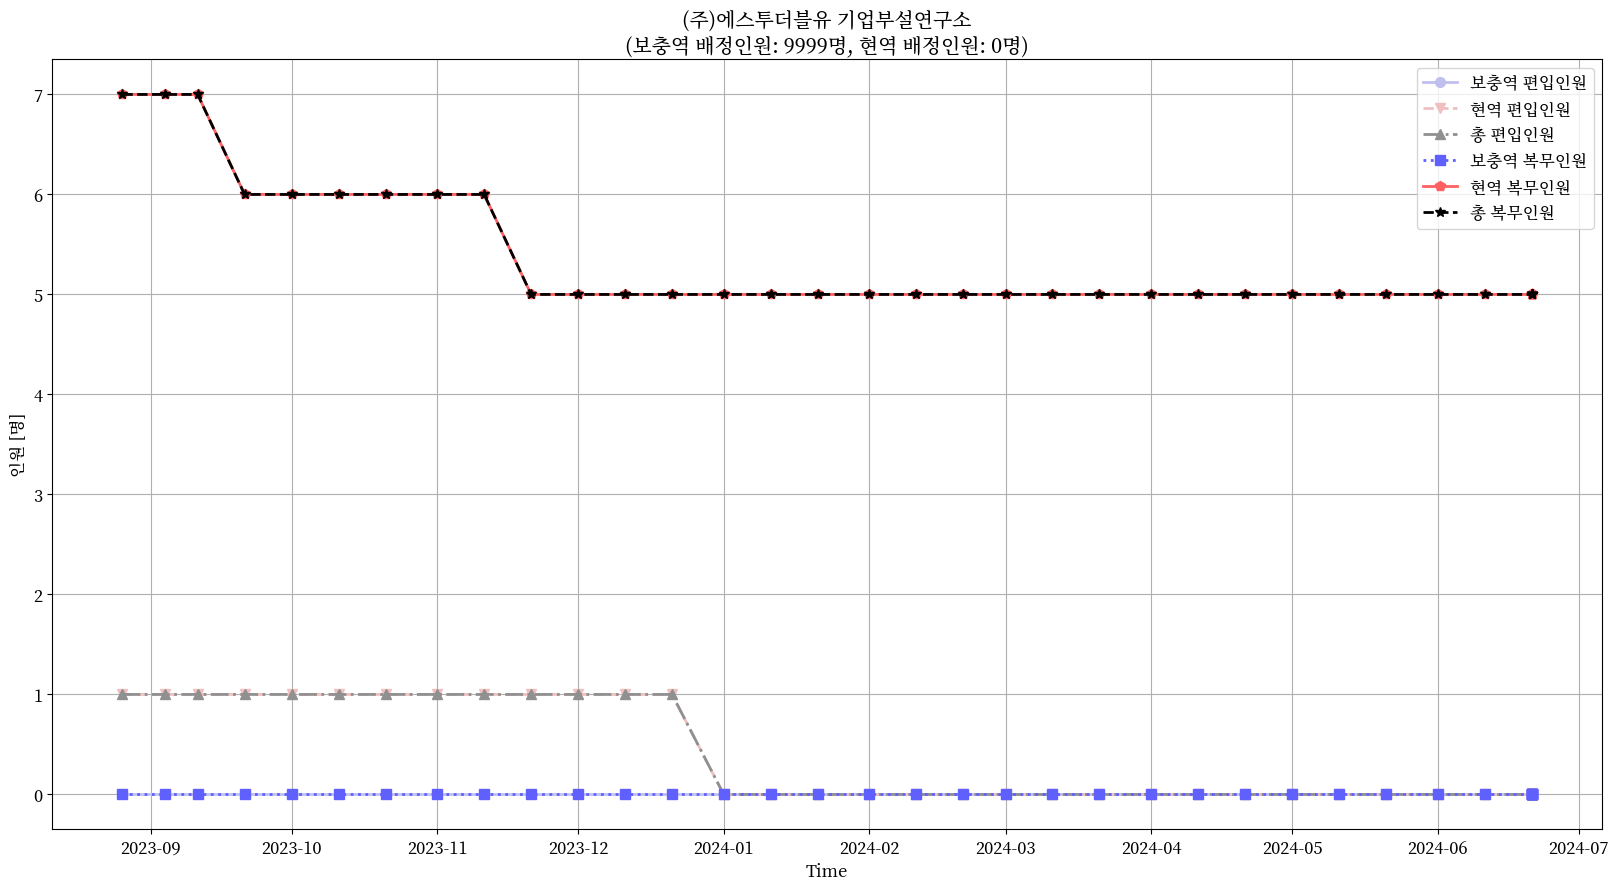 (주)에스투더블유 기업부설연구소
(보충역 배정인원: 9999명, 현역 배정인원: 0명)
보충역 편입인원
현역 편입인원
총 편입인원
보충역 복무인원
현역 복무인원
총 복무인원
인원 [명]
7
6
5
4
3
2
1
0
2023-09 2023-10 2023-11 2023-12 2024-01 2024-02 2024-03 2024-04 2024-05 2024-06 2024-07
Time